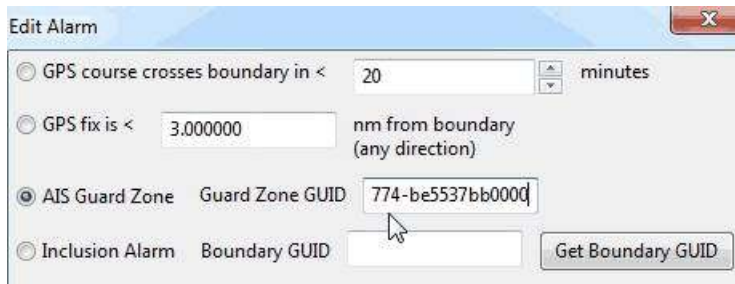 Edit Alarm
GPS course crosses boundary in < 20 minutes
GPS fix is < 3.000000 nm from boundary
(any direction)
AIS Guard Zone Guard Zone GUID 774-be5537bb0000
Inclusion Alarm Boundary GUID Get Boundary GUID